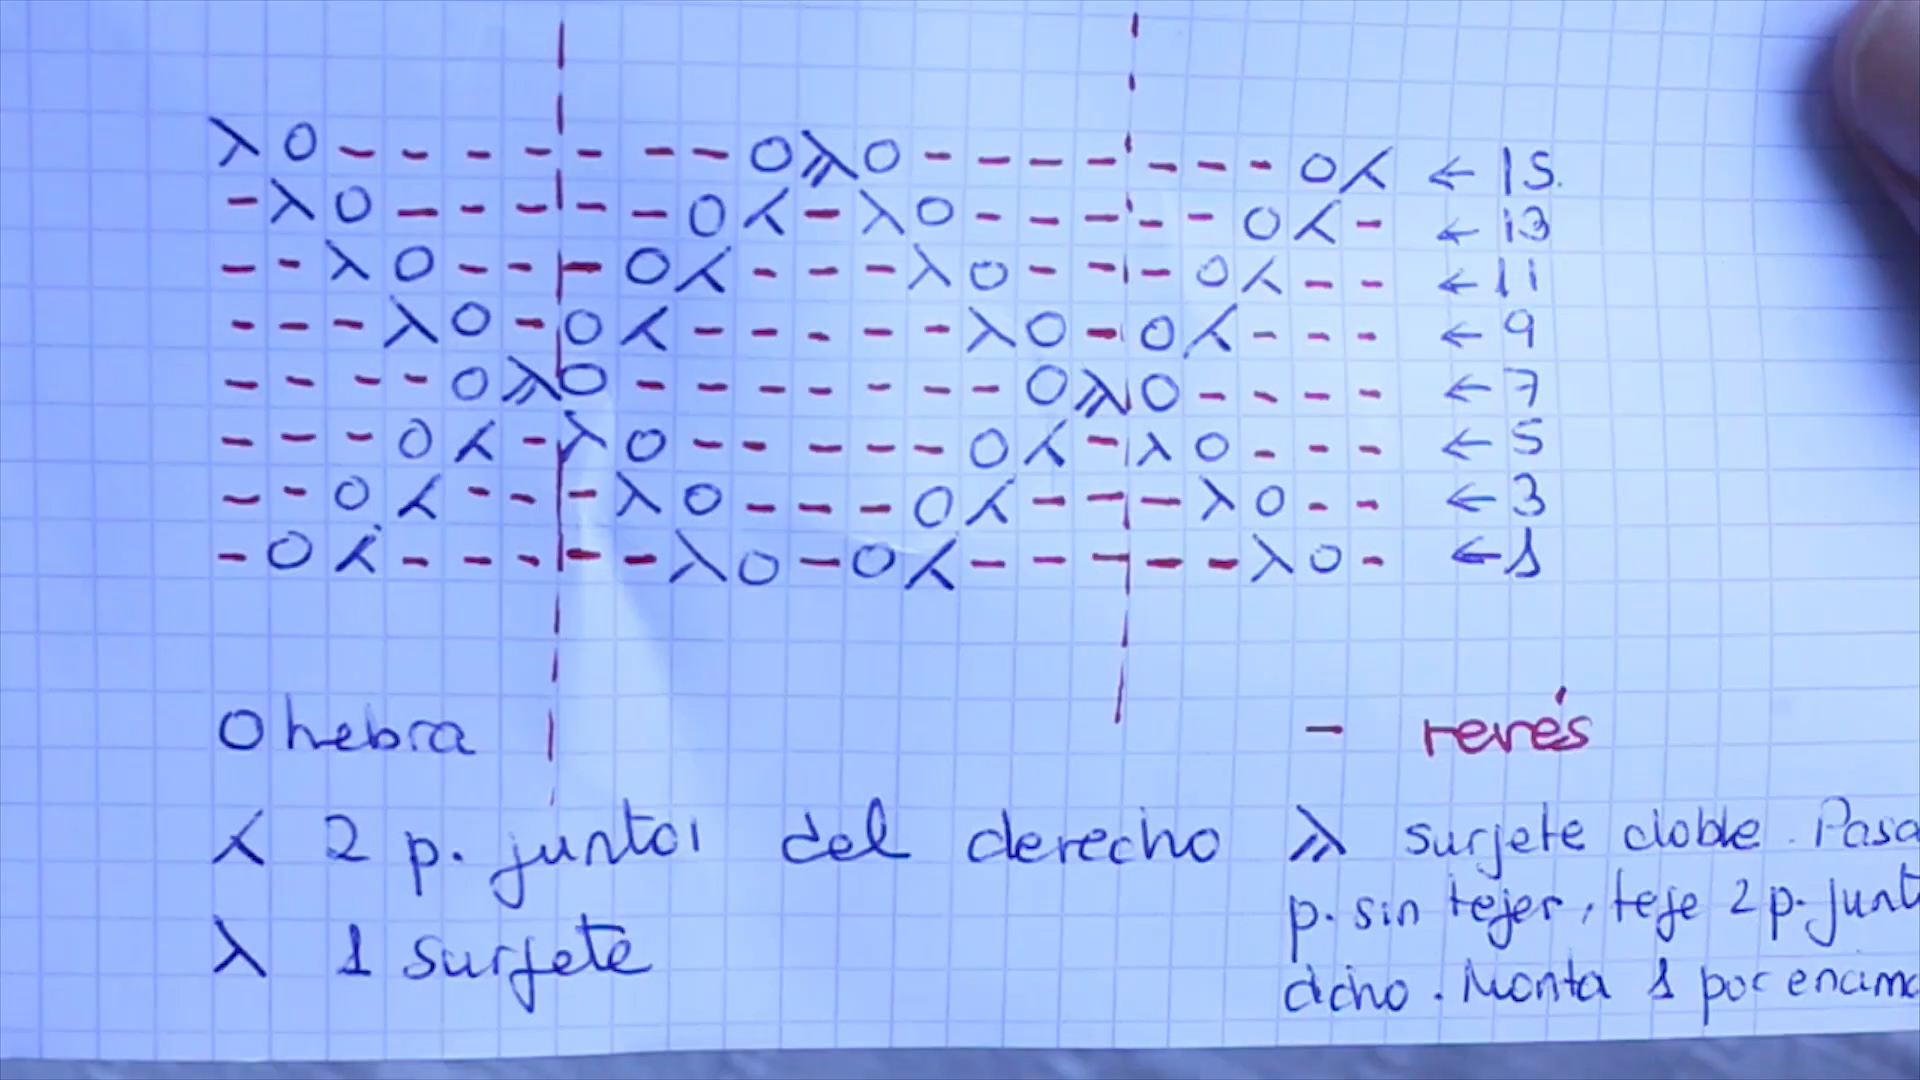 λ O - - - - - - - O ⩓ O - - - - - - - O ⋌ ← 15.
- λ O - - - - - O ⋌ - λ O - - - - - O ⋌ - ← 13
- - λ O - - - O ⋌ - - - λ O - - - O ⋌ - - ← 11
- - - λ O - O ⋌ - - - - - λ O - O ⋌ - - - ← 9
- - - - O ⩓ O - - - - - - - O ⩓ O - - - - ← 7
- - - O ⋌ - λ O - - - - - O ⋌ - λ O - - - ← 5
- - O ⋌ - - - λ O - - - O ⋌ - - - λ O - - ← 3
- O ⋌ - - - - - λ O - O ⋌ - - - - - λ O - ← 1
O hebra
- revés
⋌ 2 p. juntos del derecho
λ 1 surjete
⩓ surjete doble. Pasa
p. sin tejer, teje 2 p. junt
dcho. Monta 1 por encima